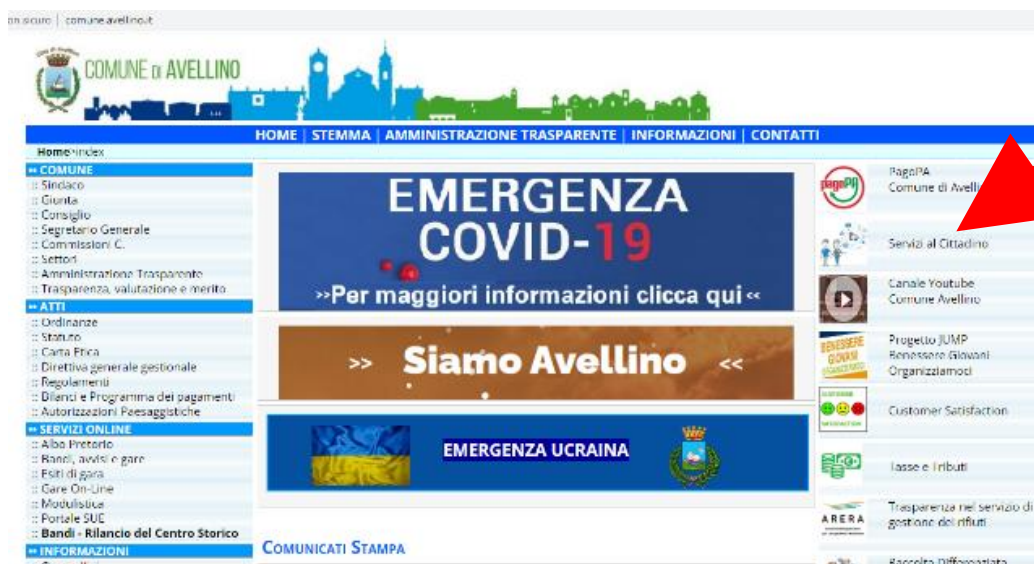 on sicuro | comune.avellino.it
COMUNE DI AVELLINO
HOME | STEMMA | AMMINISTRAZIONE TRASPARENTE | INFORMAZIONI | CONTATTI
Home>index
COMUNE
:: Sindaco
:: Giunta
:: Consiglio
:: Segretario Generale
:: Commissioni C.
:: Settori
:: Amministrazione Trasparente
:: Trasparenza, valutazione e merito
ATTI
:: Ordinanze
:: Statuto
:: Carta Etica
:: Direttiva generale gestionale
:: Regolamenti
:: Bilanci e Programma dei pagamenti
:: Autorizzazioni Paesaggistiche
SERVIZI ONLINE
:: Albo Pretorio
:: Bandi, avvisi e gare
:: Esiti di gara
:: Gare On-Line
:: Modulistica
:: Portale SUE
:: Bandi - Rilancio del Centro Storico
INFORMAZIONI
EMERGENZA
COVID-19
»Per maggiori informazioni clicca qui«
>> Siamo Avellino <<
EMERGENZA UCRAINA
COMUNICATI STAMPA
pagoPA
PagoPA
Comune di Avelli
Servizi al Cittadino
Canale Youtube
Comune Avellino
BENESSERE
GIOVANI
Progetto JUMP
Benessere Giovani
Organizziamoci
CUSTOMER
SATISFACTION
Customer Satisfaction
Tasse e Tributi
ARERA
Trasparenza nel servizio di
gestione dei rifiuti
Raccolta Differenziata